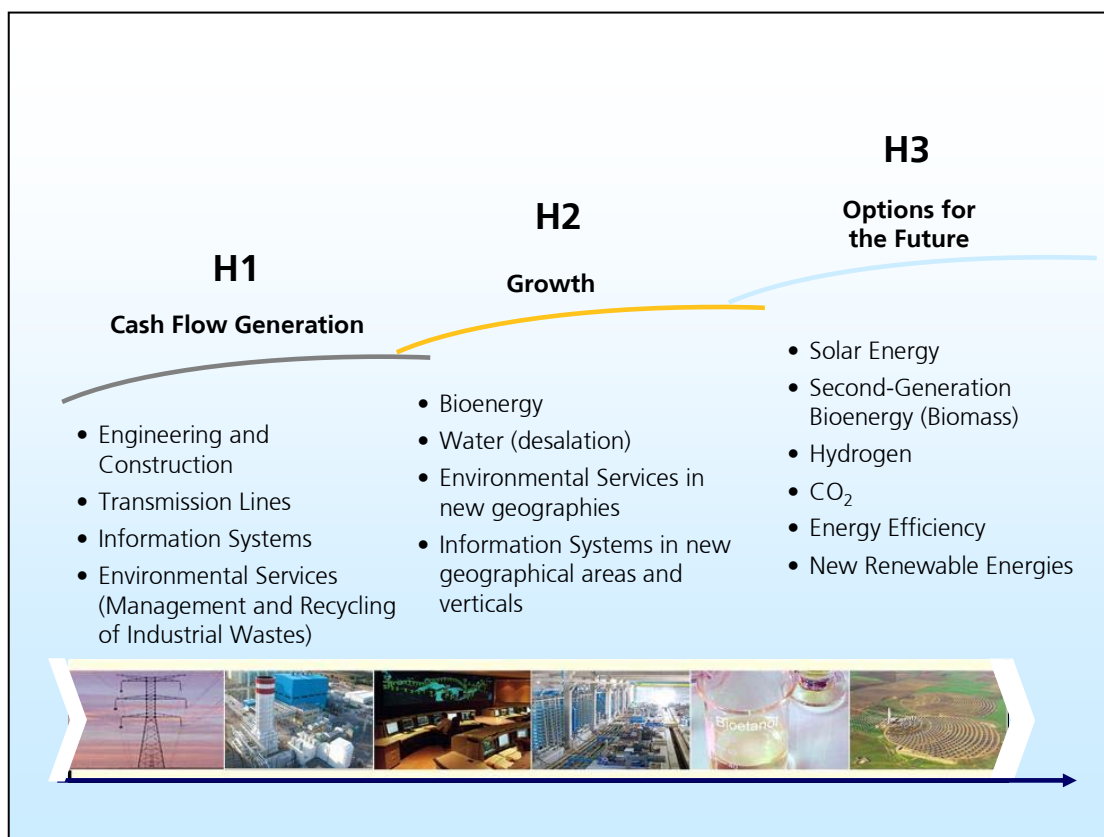 H1
Cash Flow Generation
• Engineering and
Construction
• Transmission Lines
• Information Systems
• Environmental Services
(Management and Recycling
of Industrial Wastes)
H2
Growth
• Bioenergy
• Water (desalation)
• Environmental Services in
new geographies
• Information Systems in new
geographical areas and
verticals
H3
Options for
the Future
• Solar Energy
• Second-Generation
Bioenergy (Biomass)
• Hydrogen
• CO₂
• Energy Efficiency
• New Renewable Energies
Bioetanol